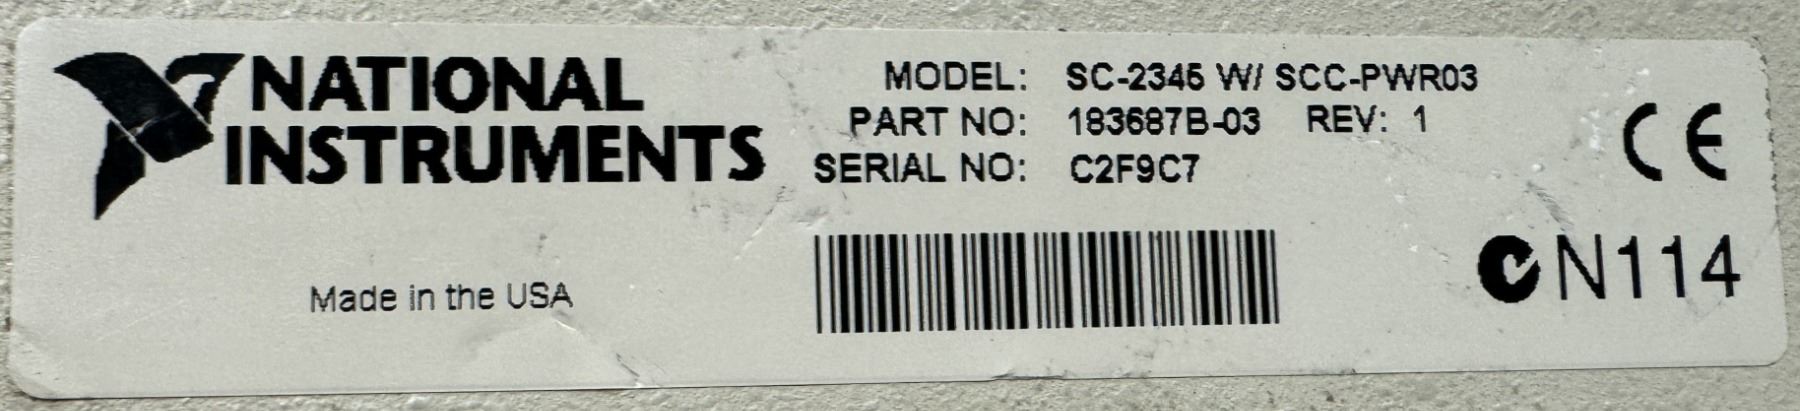 NATIONAL
INSTRUMENTS
MODEL: SC-2345 W/ SCC-PWR03
PART NO: 183687B-03 REV: 1
SERIAL NO: C2F9C7
CE
N114
Made in the USA